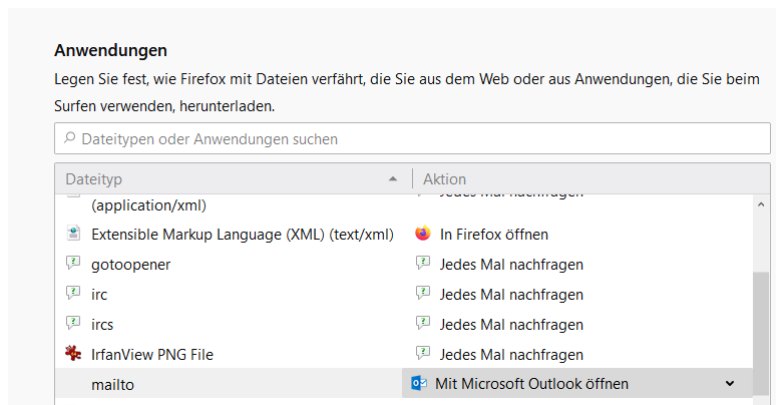 Anwendungen
Legen Sie fest, wie Firefox mit Dateien verfährt, die Sie aus dem Web oder aus Anwendungen, die Sie beim
Surfen verwenden, herunterladen.
Dateitypen oder Anwendungen suchen
Dateityp Aktion
(application/xml) Jedes Mal nachfragen
Extensible Markup Language (XML) (text/xml) In Firefox öffnen
gotoopener Jedes Mal nachfragen
irc Jedes Mal nachfragen
ircs Jedes Mal nachfragen
IrfanView PNG File Jedes Mal nachfragen
mailto Mit Microsoft Outlook öffnen